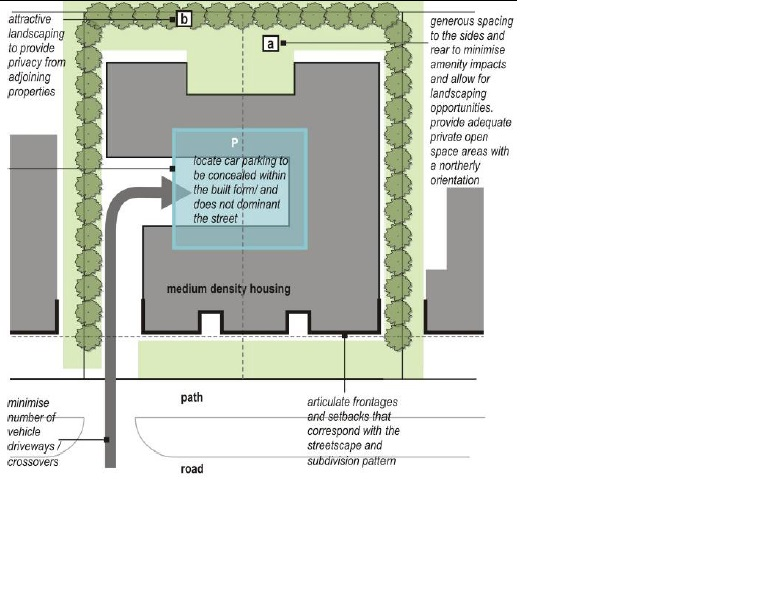 attractive
landscaping
to provide
privacy from
adjoining
properties
b
a
generous spacing
to the sides and
rear to minimise
amenity impacts
and allow for
landscaping
opportunities.
provide adequate
private open
space areas with
a northerly
orientation
P
locate car parking to
be concealed within
the built form/ and
does not dominant
the street
medium density housing
minimise
number of
vehicle
driveways /
crossovers
path
articulate frontages
and setbacks that
correspond with the
streetscape and
subdivision pattern
road